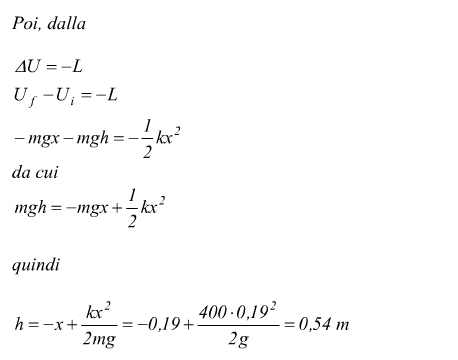 Poi, dalla
ΔU = −L
U_f − U_i = −L
− mgx − mgh = − 1/2 kx²
da cui
mgh = −mgx + 1/2 kx²
quindi
h = −x + kx²/2mg = −0,19 + 400·0,19²/2g = 0,54 m